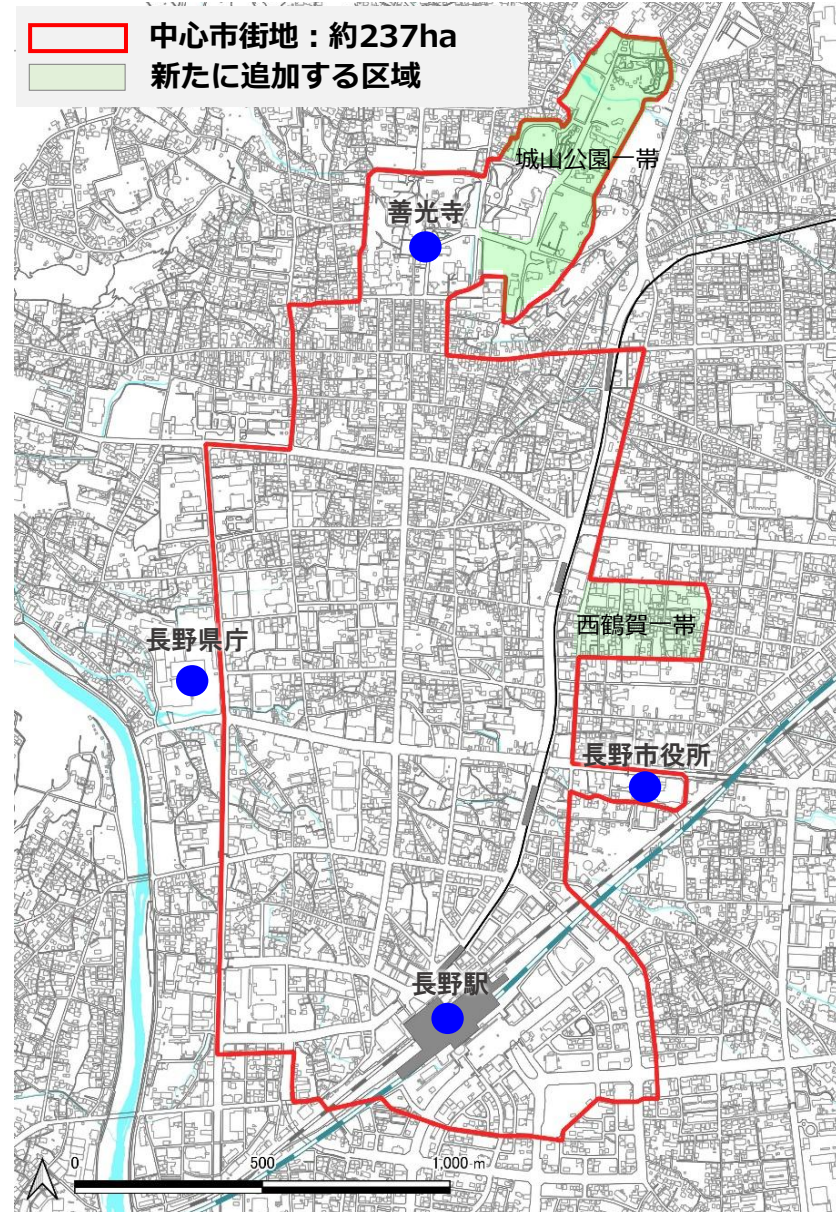 中心市街地：約237ha
新たに追加する区域
城山公園一帯
善光寺
西鶴賀一帯
長野県庁
長野市役所
長野駅
0 500 1,000 m